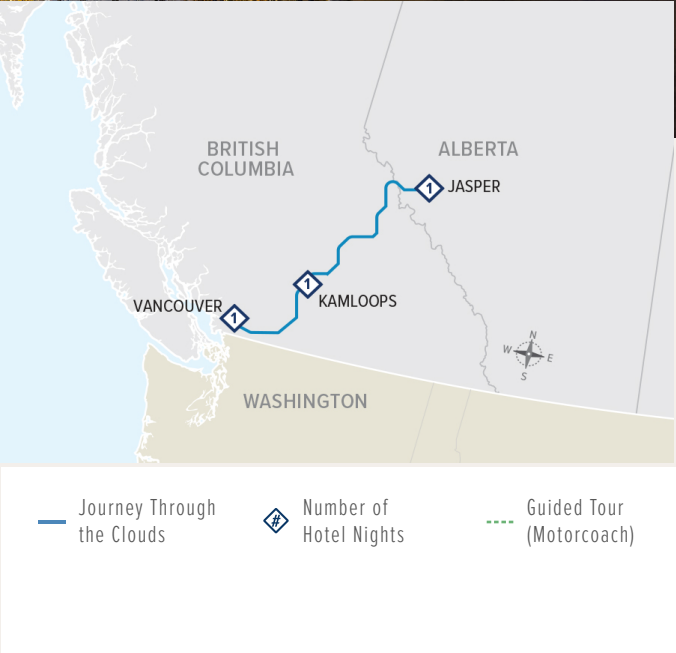 BRITISH
COLUMBIA
ALBERTA
1 JASPER
1
KAMLOOPS
VANCOUVER
1
N
W E
S
WASHINGTON
Journey Through
the Clouds
# Number of
Hotel Nights
Guided Tour
(Motorcoach)